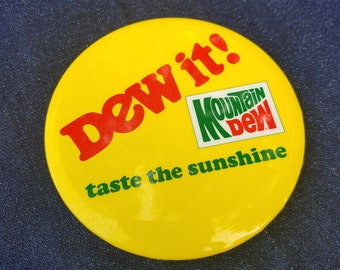 Dew it!
MOUNTAIN
DEW
taste the sunshine